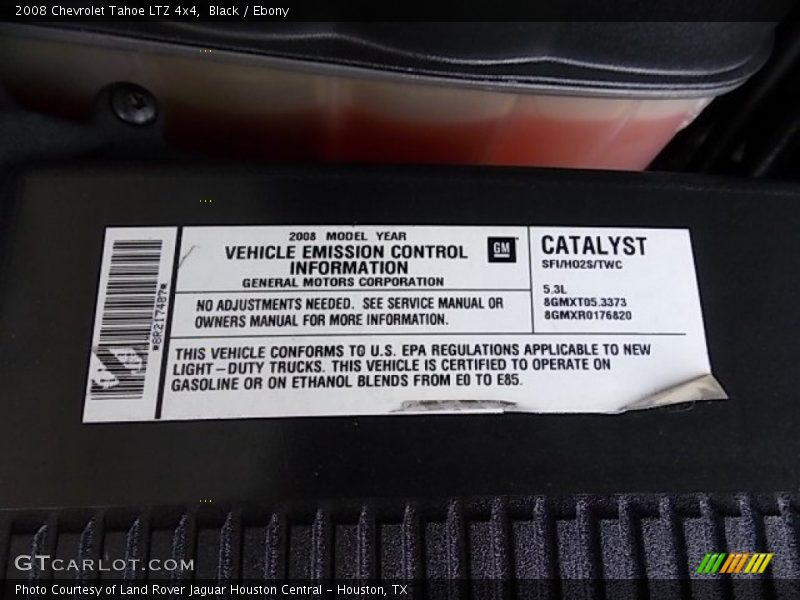 2008 Chevrolet Tahoe LTZ 4x4,  Black / Ebony
2008 MODEL YEAR
VEHICLE EMISSION CONTROL
INFORMATION
GENERAL MOTORS CORPORATION
GM
NO ADJUSTMENTS NEEDED. SEE SERVICE MANUAL OR
OWNERS MANUAL FOR MORE INFORMATION.
CATALYST
SFI/HO2S/TWC
5.3L
8GMXT05.3373
8GMXR0176820
*8R217487*
THIS VEHICLE CONFORMS TO U.S. EPA REGULATIONS APPLICABLE TO NEW
LIGHT-DUTY TRUCKS. THIS VEHICLE IS CERTIFIED TO OPERATE ON
GASOLINE OR ON ETHANOL BLENDS FROM E0 TO E85.
GTCARLOT.COM
Photo Courtesy of Land Rover Jaguar Houston Central - Houston, TX